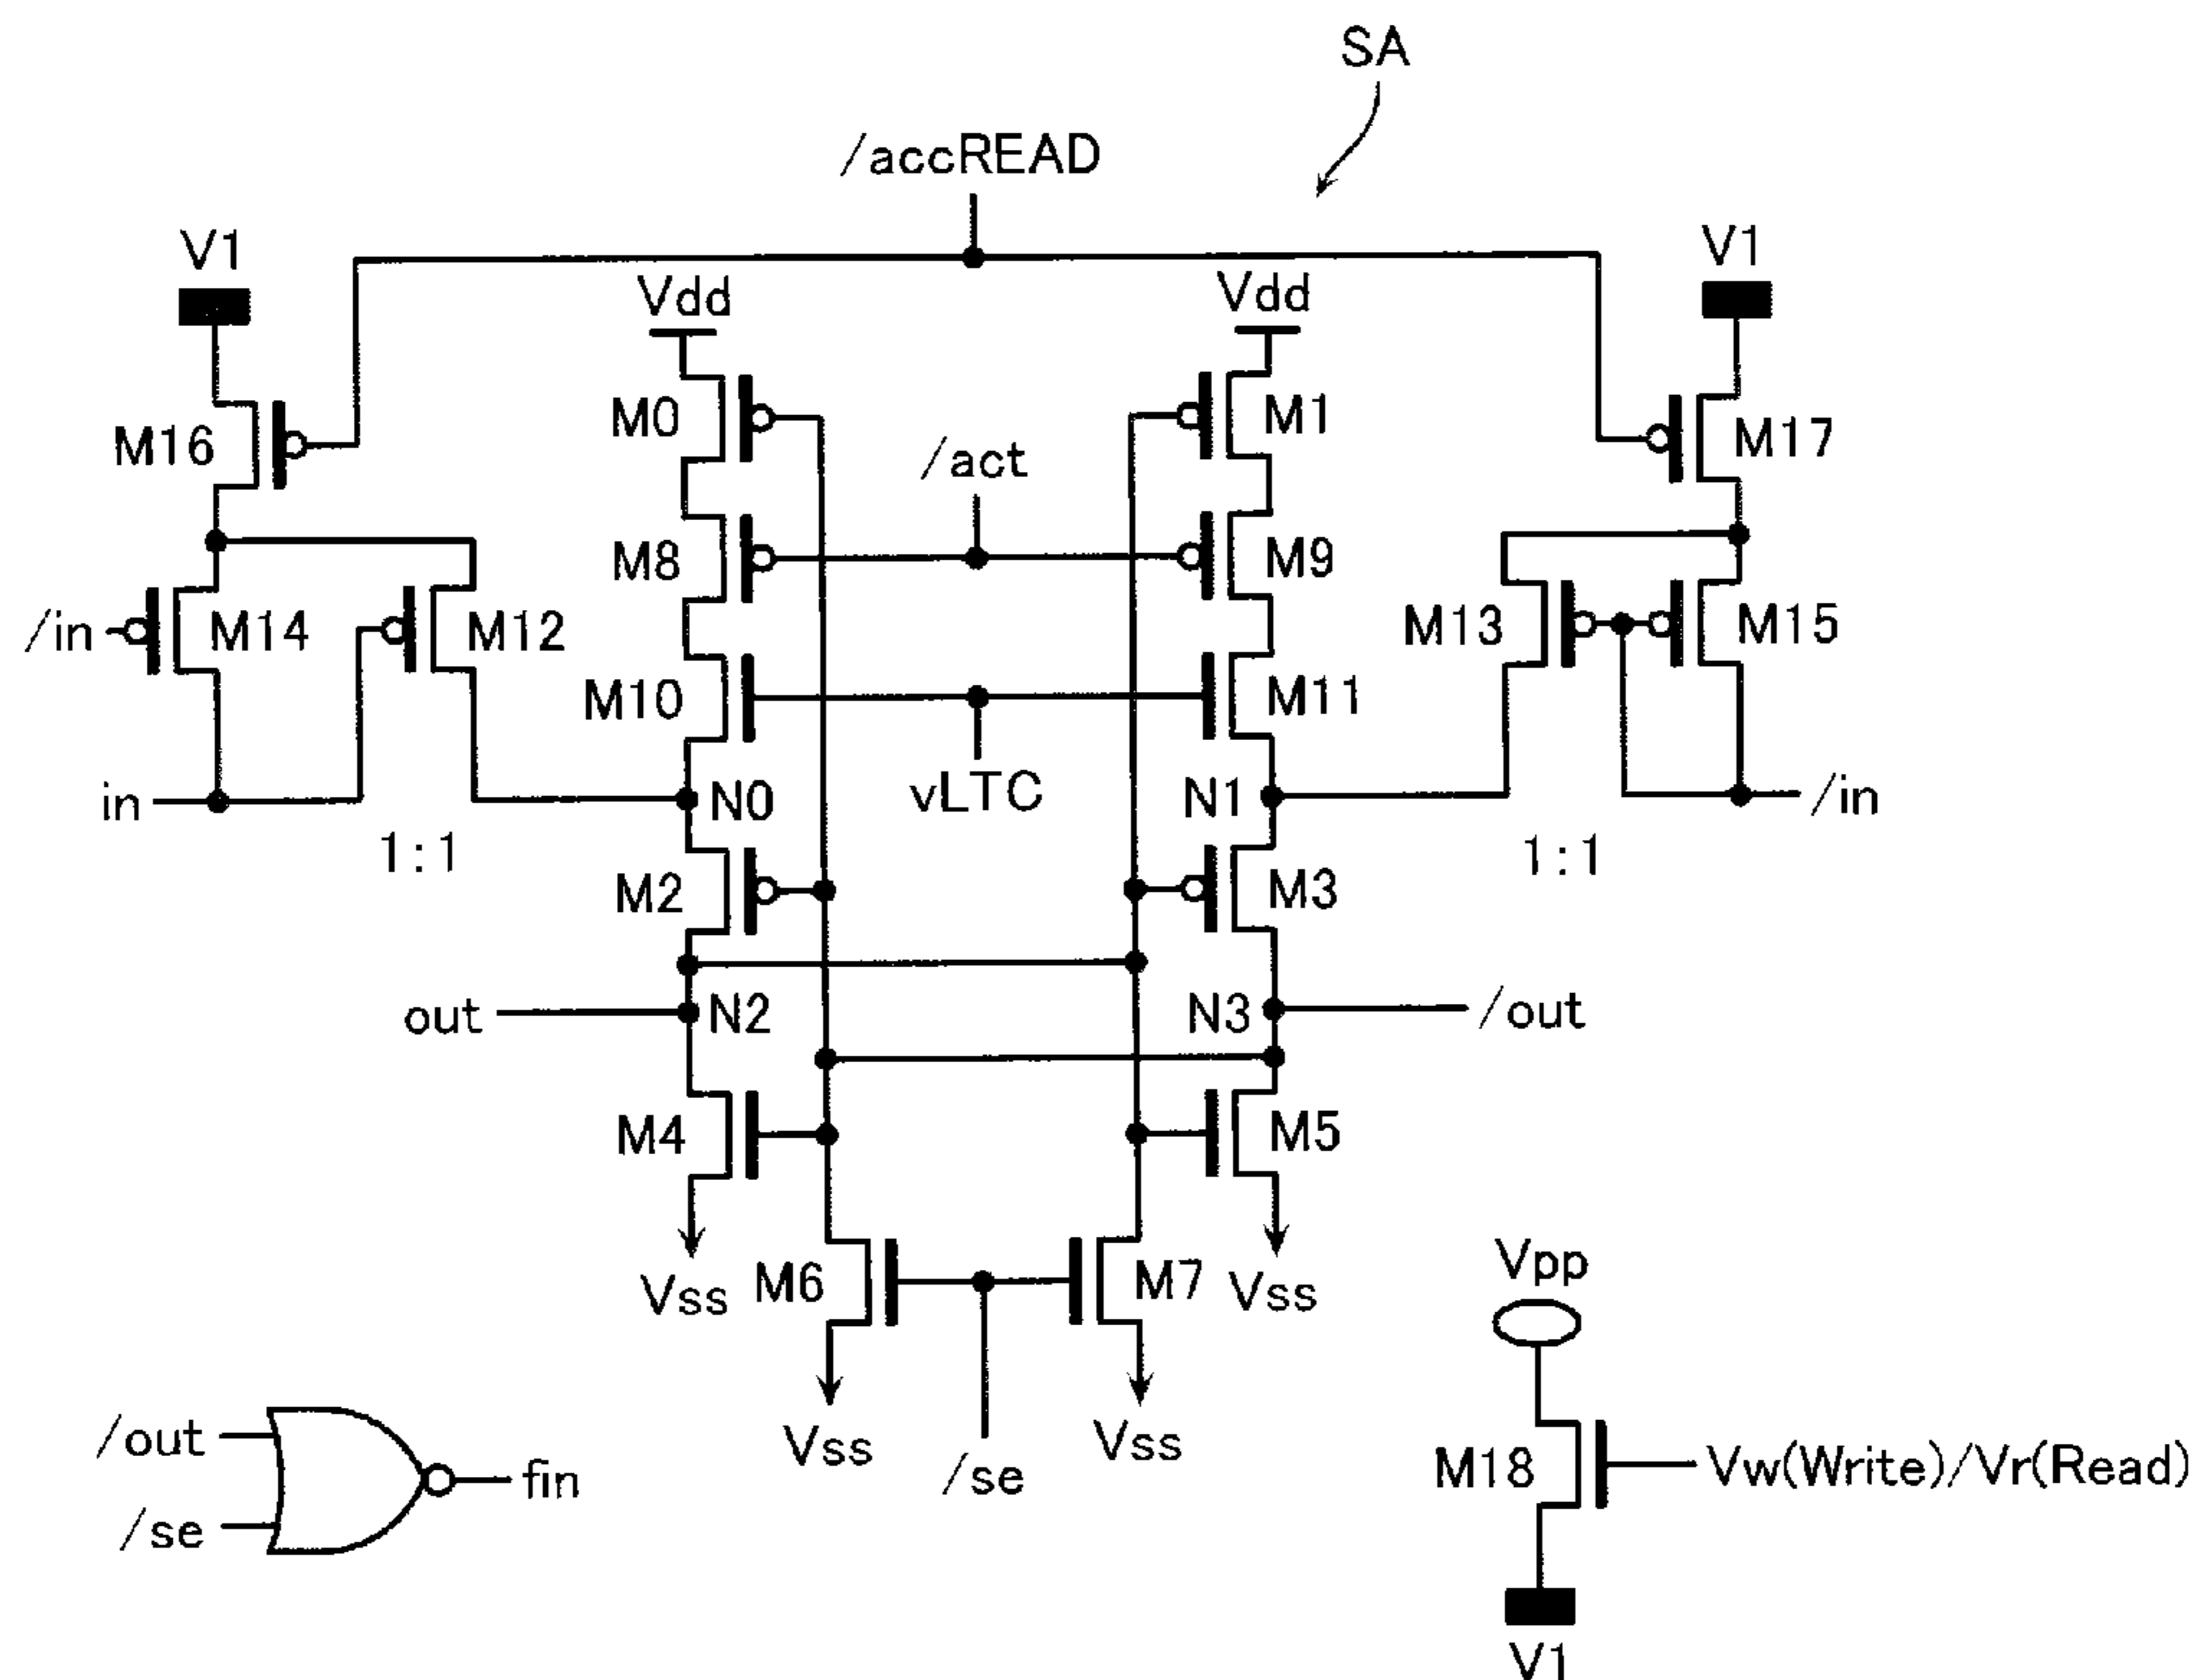 SA
/accREAD
V1
V1
Vdd
Vdd
M0
M1
M16
M17
/act
M8
M9
/in
M14
M12
M13
M15
M10
M11
in
N0
vLTC
N1
/in
1:1
1:1
M2
M3
out
N2
N3
/out
M4
M5
Vss
M6
M7
Vss
Vpp
Vss
Vss
/se
/out
/se
fin
M18
Vw(Write)/Vr(Read)
V1